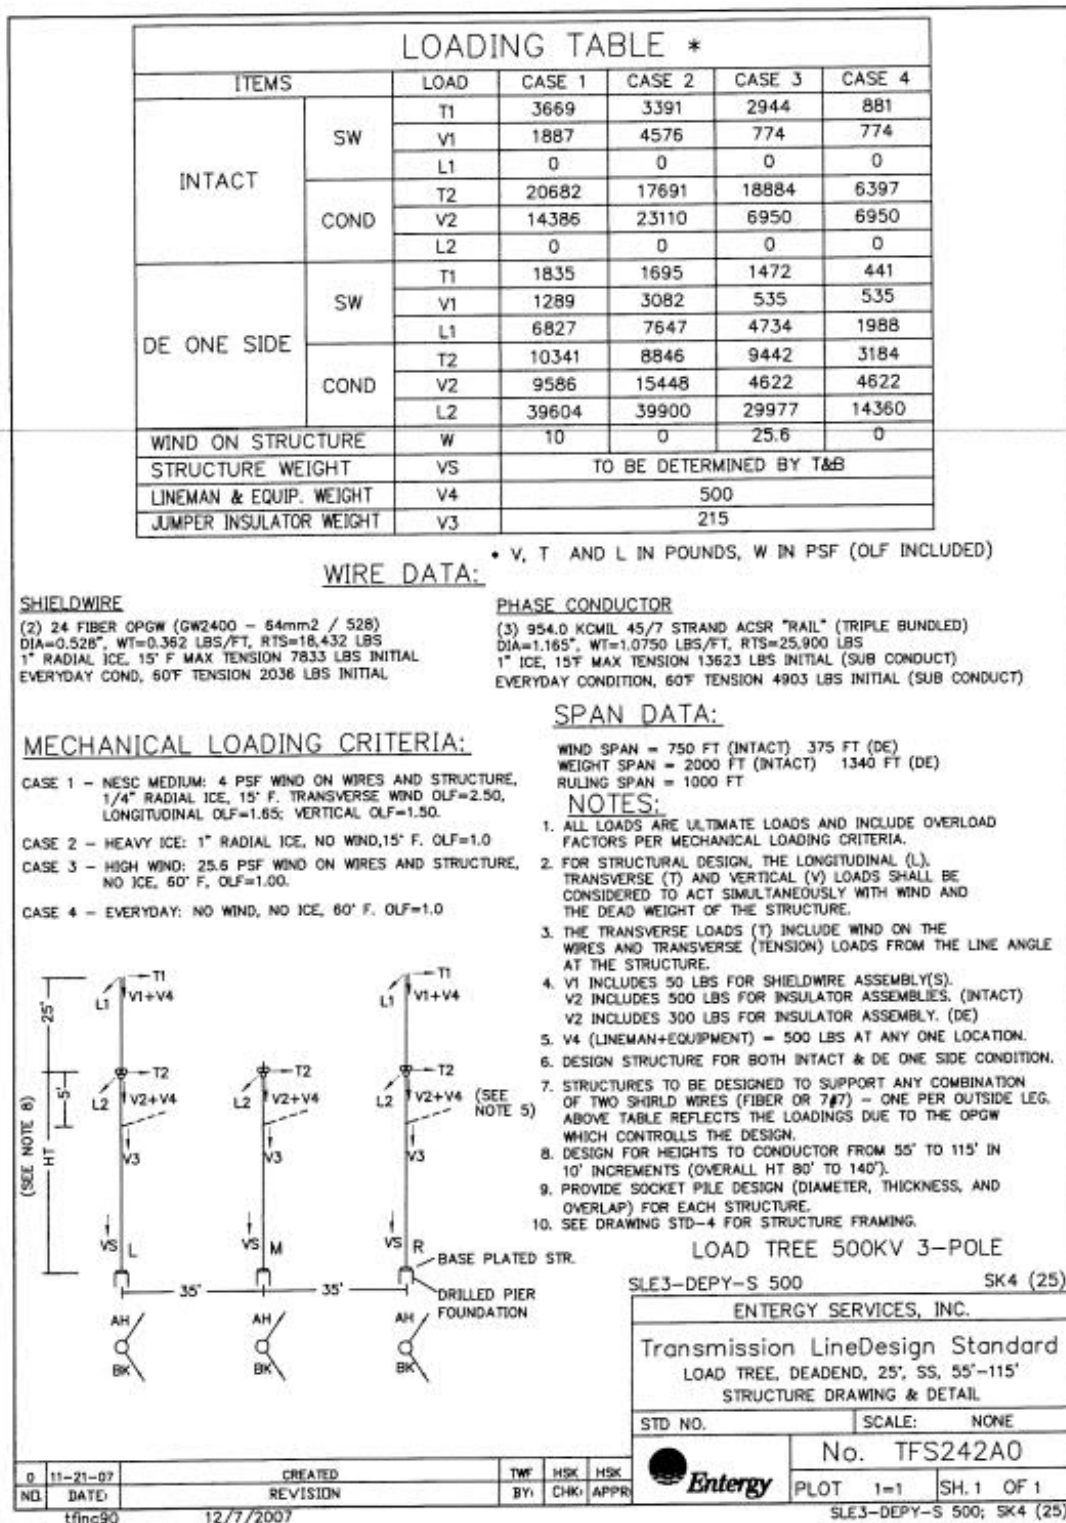 LOADING TABLE *
ITEMS LOAD CASE 1 CASE 2 CASE 3 CASE 4
INTACT SW T1 3669 3391 2944 881
V1 1887 4576 774 774
L1 0 0 0 0
COND T2 20682 17691 18884 6397
V2 14386 23110 6950 6950
L2 0 0 0 0
DE ONE SIDE SW T1 1835 1695 1472 441
V1 1289 3082 535 535
L1 6827 7647 4734 1988
COND T2 10341 8846 9442 3184
V2 9586 15448 4622 4622
L2 39604 39900 29977 14360
WIND ON STRUCTURE W 10 0 25.6 0
STRUCTURE WEIGHT VS TO BE DETERMINED BY T&B
LINEMAN & EQUIP. WEIGHT V4 500
JUMPER INSULATOR WEIGHT V3 215
* V, T AND L IN POUNDS, W IN PSF (OLF INCLUDED)
WIRE DATA:
SHIELDWIRE
(2) 24 FIBER OPGW (GW2400 - 64mm2 / 528)
DIA=0.528", WT=0.362 LBS/FT, RTS=18,432 LBS
1" RADIAL ICE, 15° F MAX TENSION 7833 LBS INITIAL
EVERYDAY COND, 60°F TENSION 2036 LBS INITIAL
PHASE CONDUCTOR
(3) 954.0 KCMIL 45/7 STRAND ACSR "RAIL" (TRIPLE BUNDLED)
DIA=1.165", WT=1.0750 LBS/FT, RTS=25,900 LBS
1" ICE, 15°F MAX TENSION 13623 LBS INITIAL (SUB CONDUCT)
EVERYDAY CONDITION, 60°F TENSION 4903 LBS INITIAL (SUB CONDUCT)
SPAN DATA:
WIND SPAN = 750 FT (INTACT) 375 FT (DE)
WEIGHT SPAN = 2000 FT (INTACT) 1340 FT (DE)
RULING SPAN = 1000 FT
MECHANICAL LOADING CRITERIA:
CASE 1 - NESC MEDIUM: 4 PSF WIND ON WIRES AND STRUCTURE,
1/4" RADIAL ICE, 15° F. TRANSVERSE WIND OLF=2.50,
LONGITUDINAL OLF=1.65; VERTICAL OLF=1.50.
CASE 2 - HEAVY ICE: 1" RADIAL ICE, NO WIND,15° F. OLF=1.0
CASE 3 - HIGH WIND: 25.6 PSF WIND ON WIRES AND STRUCTURE,
NO ICE, 60° F, OLF=1.00.
CASE 4 - EVERYDAY: NO WIND, NO ICE, 60° F. OLF=1.0
NOTES:
1. ALL LOADS ARE ULTIMATE LOADS AND INCLUDE OVERLOAD
FACTORS PER MECHANICAL LOADING CRITERIA.
2. FOR STRUCTURAL DESIGN, THE LONGITUDINAL (L),
TRANSVERSE (T) AND VERTICAL (V) LOADS SHALL BE
CONSIDERED TO ACT SIMULTANEOUSLY WITH WIND AND
THE DEAD WEIGHT OF THE STRUCTURE.
3. THE TRANSVERSE LOADS (T) INCLUDE WIND ON THE
WIRES AND TRANSVERSE (TENSION) LOADS FROM THE LINE ANGLE
AT THE STRUCTURE.
4. V1 INCLUDES 50 LBS FOR SHIELDWIRE ASSEMBLY(S).
V2 INCLUDES 500 LBS FOR INSULATOR ASSEMBLIES. (INTACT)
V2 INCLUDES 300 LBS FOR INSULATOR ASSEMBLY. (DE)
5. V4 (LINEMAN+EQUIPMENT) = 500 LBS AT ANY ONE LOCATION.
6. DESIGN STRUCTURE FOR BOTH INTACT & DE ONE SIDE CONDITION.
7. STRUCTURES TO BE DESIGNED TO SUPPORT ANY COMBINATION
OF TWO SHIRLD WIRES (FIBER OR 7#7) - ONE PER OUTSIDE LEG.
ABOVE TABLE REFLECTS THE LOADINGS DUE TO THE OPGW
WHICH CONTROLLS THE DESIGN.
8. DESIGN FOR HEIGHTS TO CONDUCTOR FROM 55' TO 115' IN
10' INCREMENTS (OVERALL HT 80' TO 140').
9. PROVIDE SOCKET PILE DESIGN (DIAMETER, THICKNESS, AND
OVERLAP) FOR EACH STRUCTURE.
10. SEE DRAWING STD-4 FOR STRUCTURE FRAMING.
T1 T1
L1 V1+V4 L1 V1+V4
25'
T2 T2 T2
5'
L2 V2+V4 L2 V2+V4 L2 V2+V4
(SEE
NOTE 5)
(SEE NOTE 8)
HT
V3 V3 V3
VS L VS M VS R
BASE PLATED STR.
35' 35'
DRILLED PIER
FOUNDATION
AH AH AH
BK BK BK
LOAD TREE 500KV 3-POLE
SLE3-DEPY-S 500 SK4 (25)
ENTERGY SERVICES, INC.
Transmission LineDesign Standard
LOAD TREE, DEADEND, 25°, SS, 55'-115'
STRUCTURE DRAWING & DETAIL
STD NO. SCALE: NONE
Entergy
No. TFS242A0
PLOT 1=1 SH. 1 OF 1
0 11-21-07 CREATED TWF HSK HSK
NO. DATE: REVISION BY: CHK: APPR:
tfinc90 12/7/2007
SLE3-DEPY-S 500; SK4 (25)